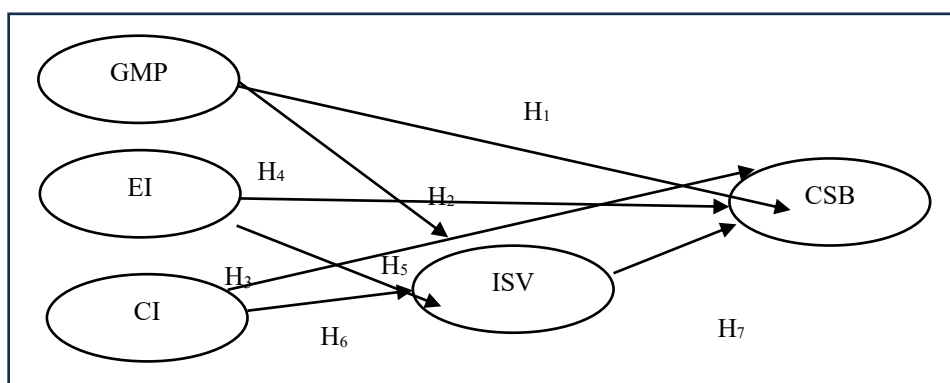 GMP
H₁
H₄
EI
H₂
CSB
H₅
H₃
ISV
CI
H₆
H₇